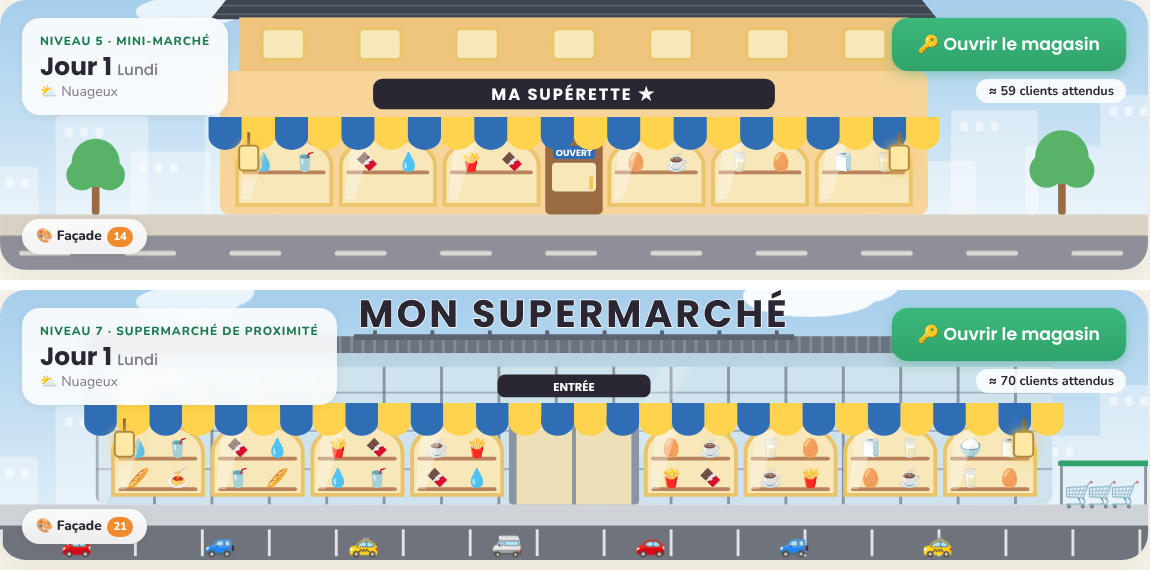 NIVEAU 5 · MINI-MARCHÉ
Jour 1 Lundi
Nuageux
MA SUPÉRETTE ★
Ouvrir le magasin
≈ 59 clients attendus
OUVERT
Façade 14
MON SUPERMARCHÉ
NIVEAU 7 · SUPERMARCHÉ DE PROXIMITÉ
Jour 1 Lundi
Nuageux
ENTRÉE
Ouvrir le magasin
≈ 70 clients attendus
Façade 21